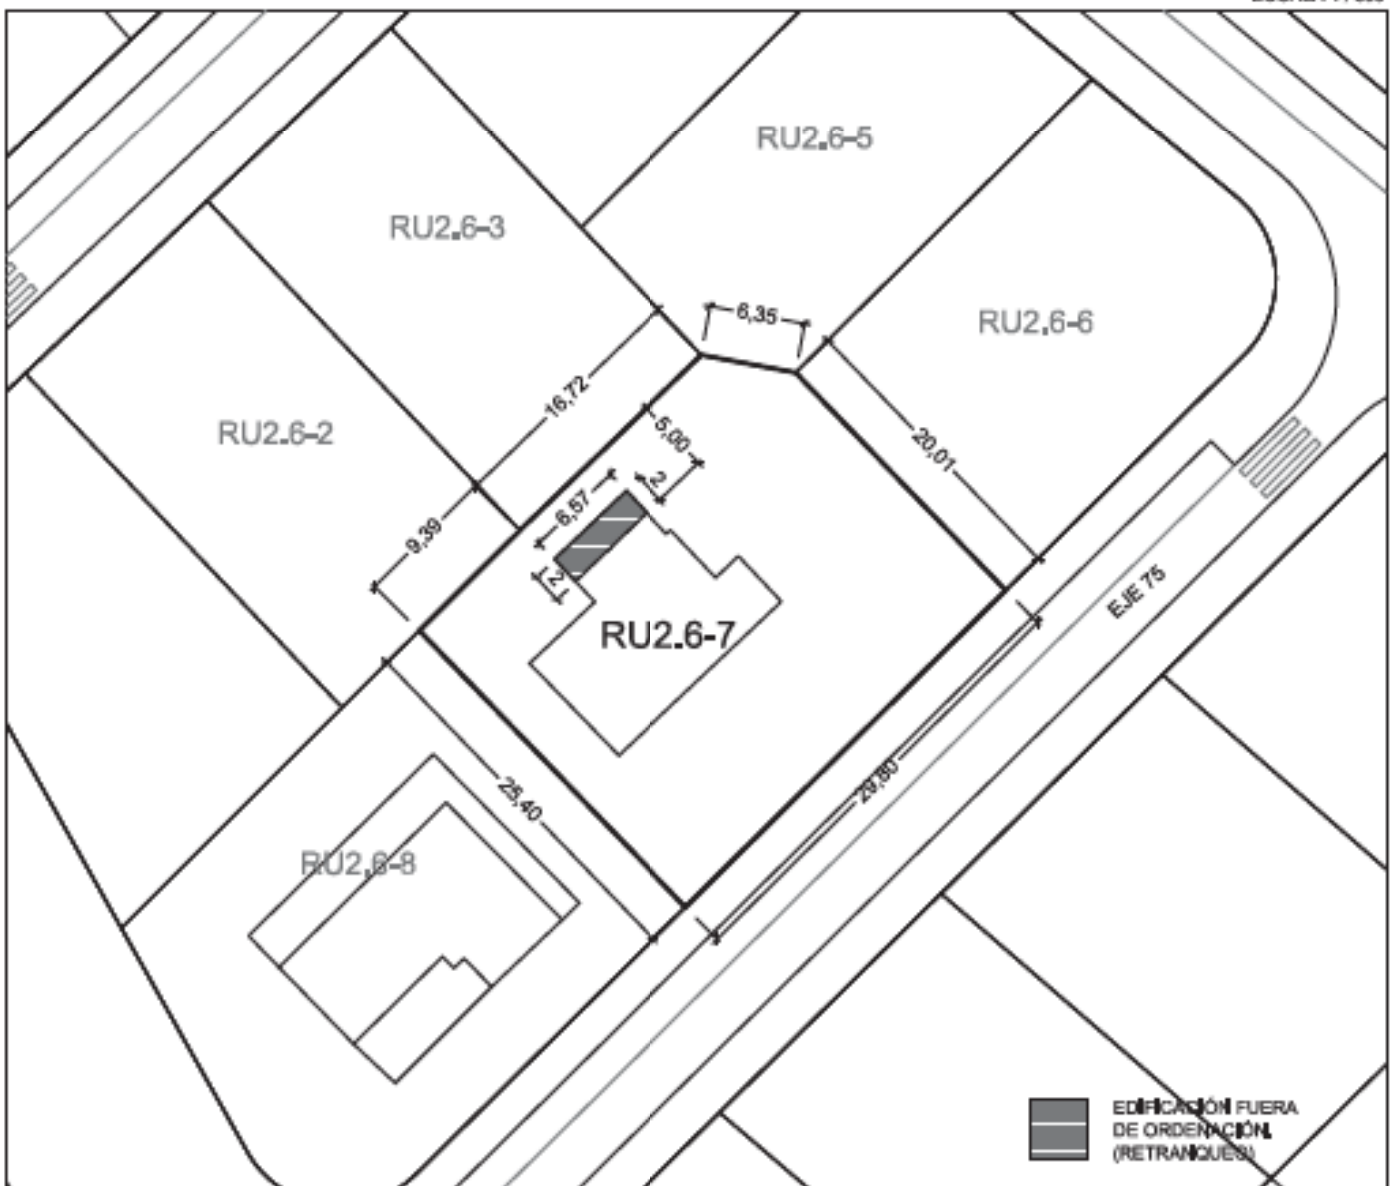 RU2.6-5
RU2.6-3
6,35
RU2.6-6
16,72
RU2.6-2
5,00
20,01
2
6,57
9,39
2
EJE 75
RU2.6-7
29,80
25,40
RU2.6-8
EDIFICACIÓN FUERA
DE ORDENACIÓN.
(RETRANQUEO)